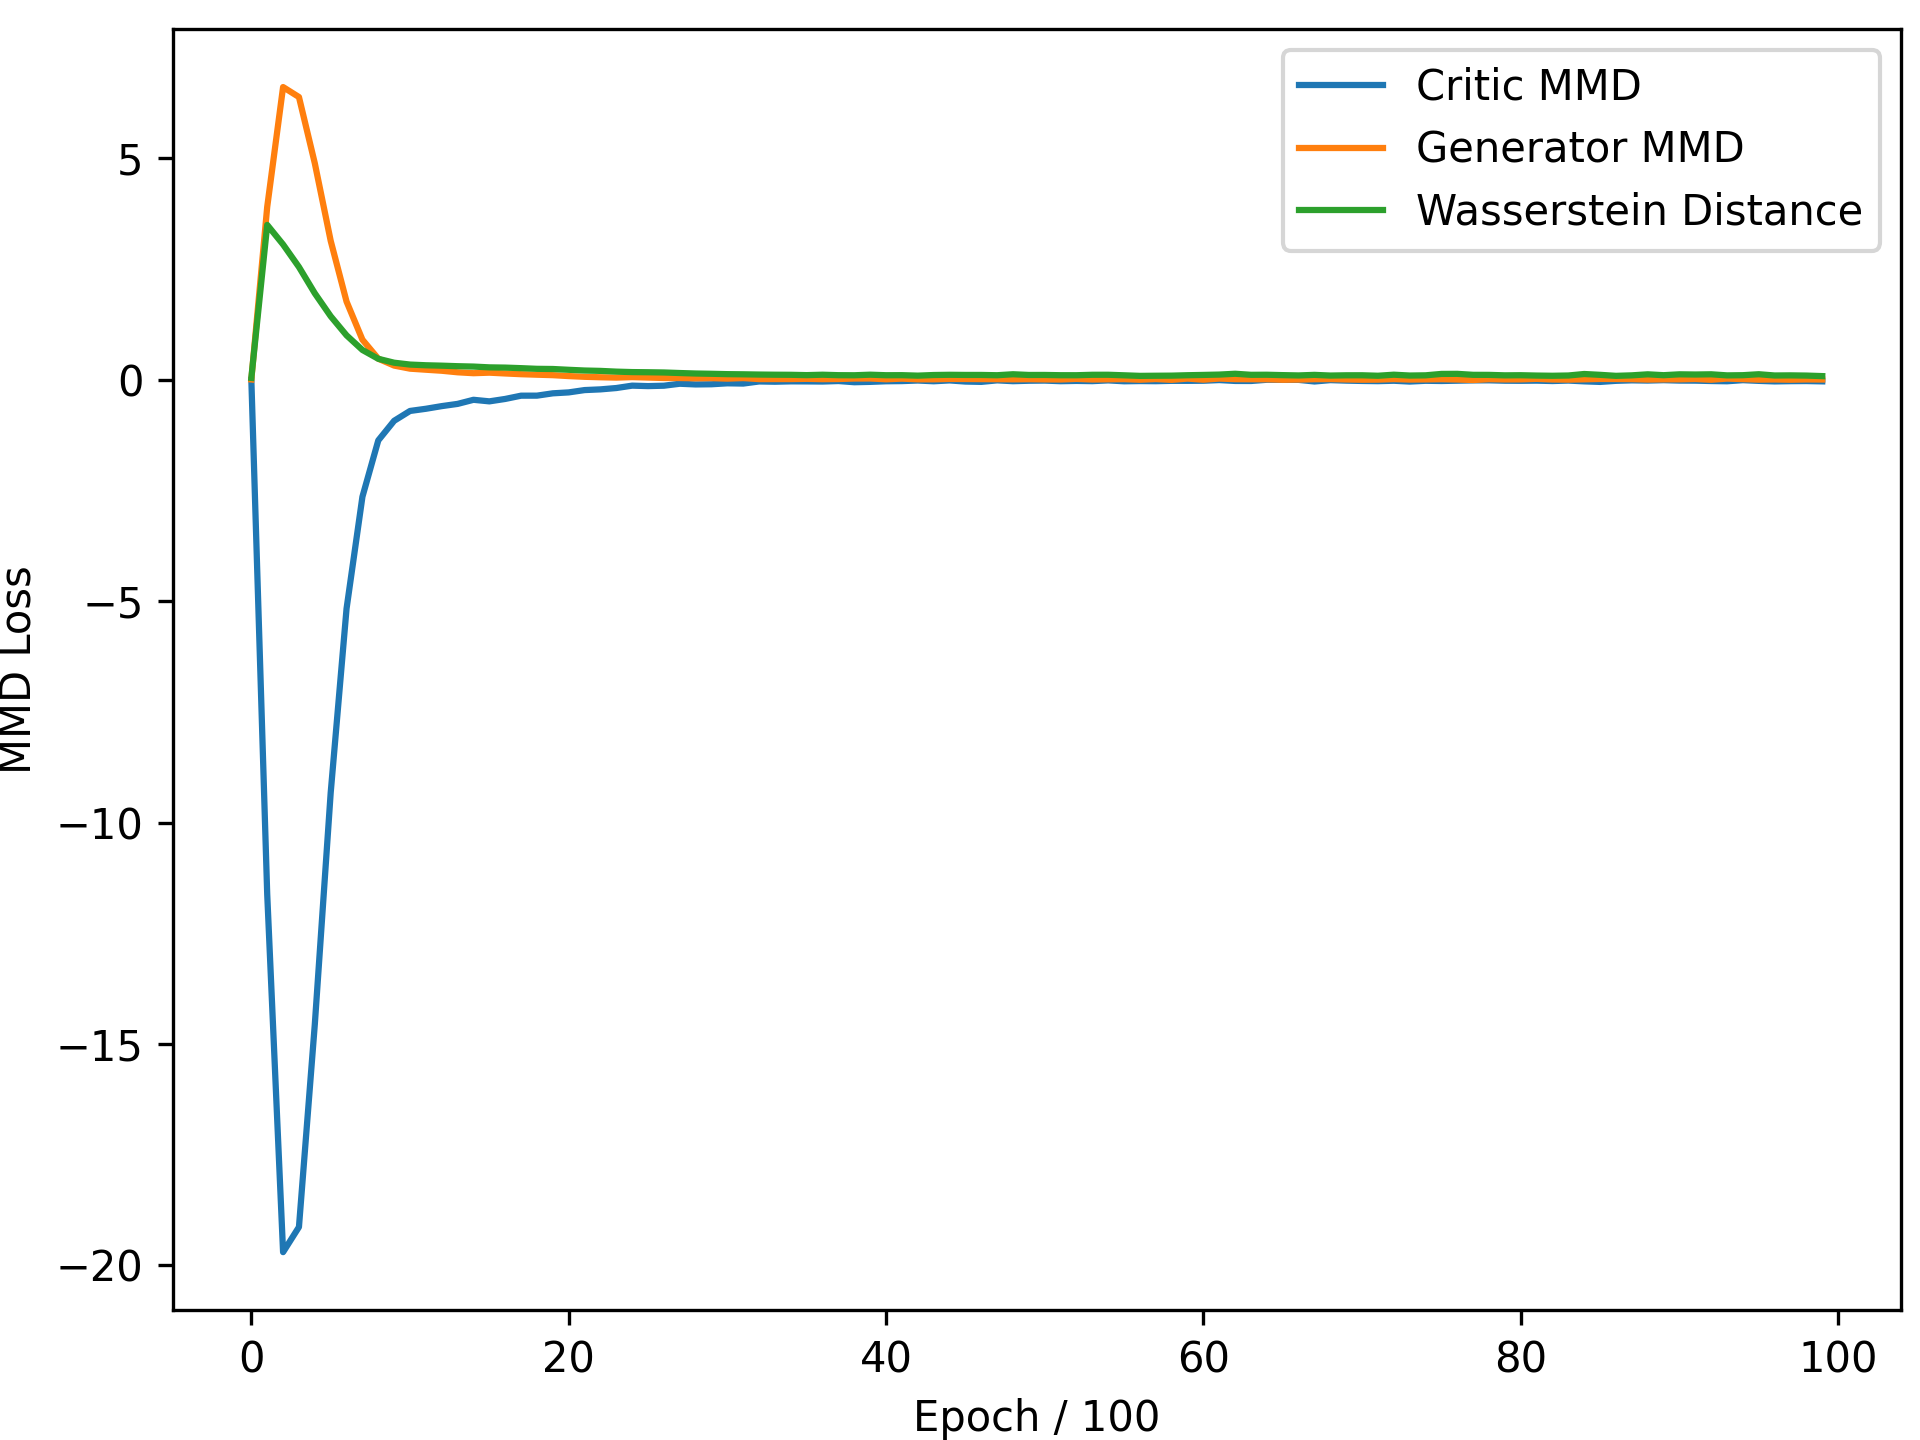 Critic MMD
Generator MMD
Wasserstein Distance
5
0
−5
−10
−15
−20
MMD Loss
0 20 40 60 80 100
Epoch / 100